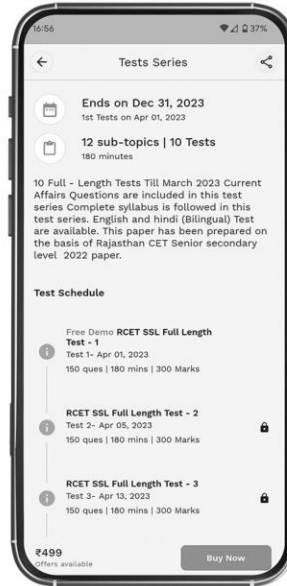 16:56
37%
Tests Series
Ends on Dec 31, 2023
1st Tests on Apr 01, 2023
12 sub-topics | 10 Tests
180 minutes
10 Full - Length Tests Till March 2023 Current
Affairs Questions are included in this test
series Complete syllabus is followed in this
test series. English and hindi (Bilingual) Test
are available. This paper has been prepared on
the basis of Rajasthan CET Senior secondary
level 2022 paper.
Test Schedule
Free Demo RCET SSL Full Length
Test - 1
Test 1- Apr 01, 2023
150 ques | 180 mins | 300 Marks
RCET SSL Full Length Test - 2
Test 2- Apr 05, 2023
150 ques | 180 mins | 300 Marks
RCET SSL Full Length Test - 3
Test 3- Apr 13, 2023
150 ques | 180 mins | 300 Marks
₹499
Offers available
Buy Now